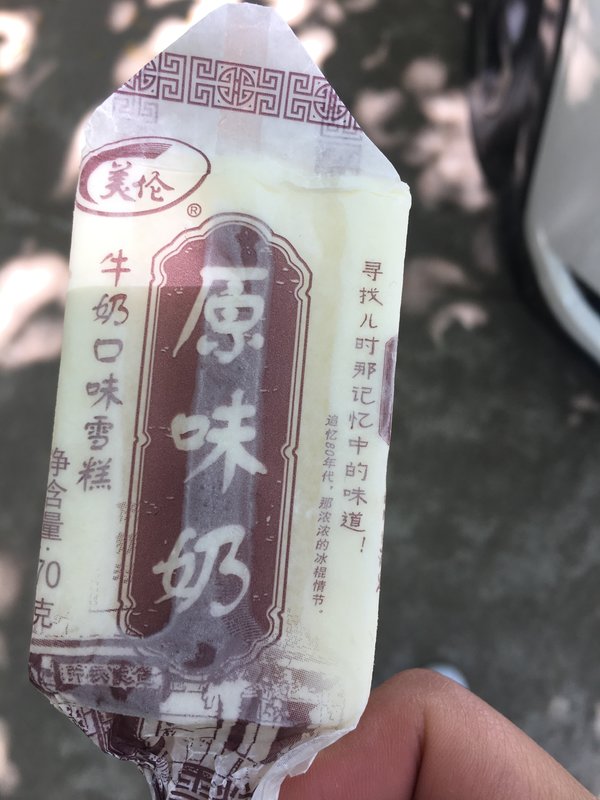 美伦
®
牛奶口味雪糕
原味奶
寻找儿时那记忆中的味道！
追忆80年代，那浓浓的冰棍情节。
净含量:70克